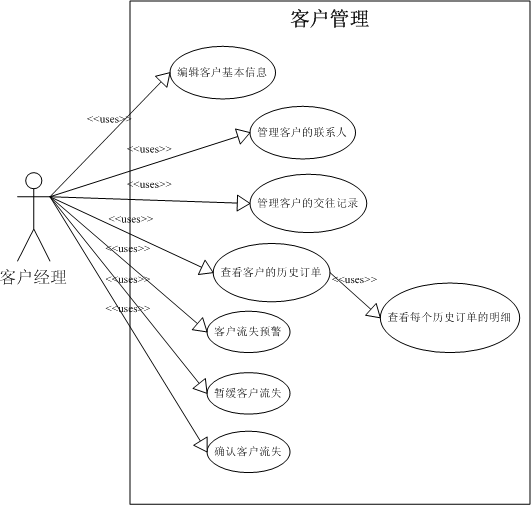 客户管理
编辑客户基本信息
<<uses>>
管理客户的联系人
<<uses>>
<<uses>>
管理客户的交往记录
<<uses>>
客户经理
<<uses>>
查看客户的历史订单
<<uses>>
<<uses>>
查看每个历史订单的明细
<<uses>>
客户流失预警
暂缓客户流失
确认客户流失